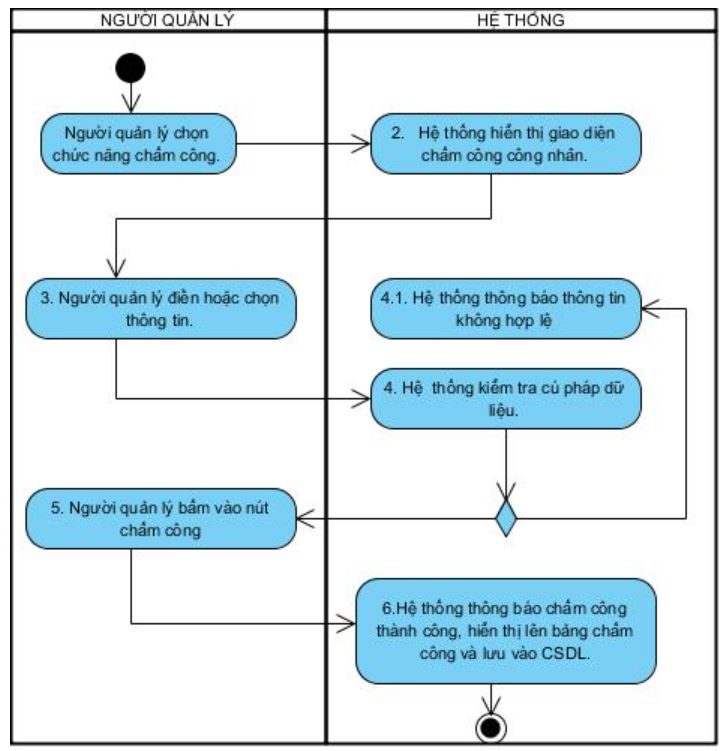 NGƯỜI QUẢN LÝ
HỆ THỐNG
Người quản lý chọn
chức năng chấm công.
2. Hệ thống hiển thị giao diện
chấm công công nhân.
3. Người quản lý điền hoặc chọn
thông tin.
4.1. Hệ thống thông báo thông tin
không hợp lệ
4. Hệ thống kiểm tra cú pháp dữ
liệu.
5. Người quản lý bấm vào nút
chấm công
6.Hệ thống thông báo chấm công
thành công, hiển thị lên bảng chấm
công và lưu vào CSDL.